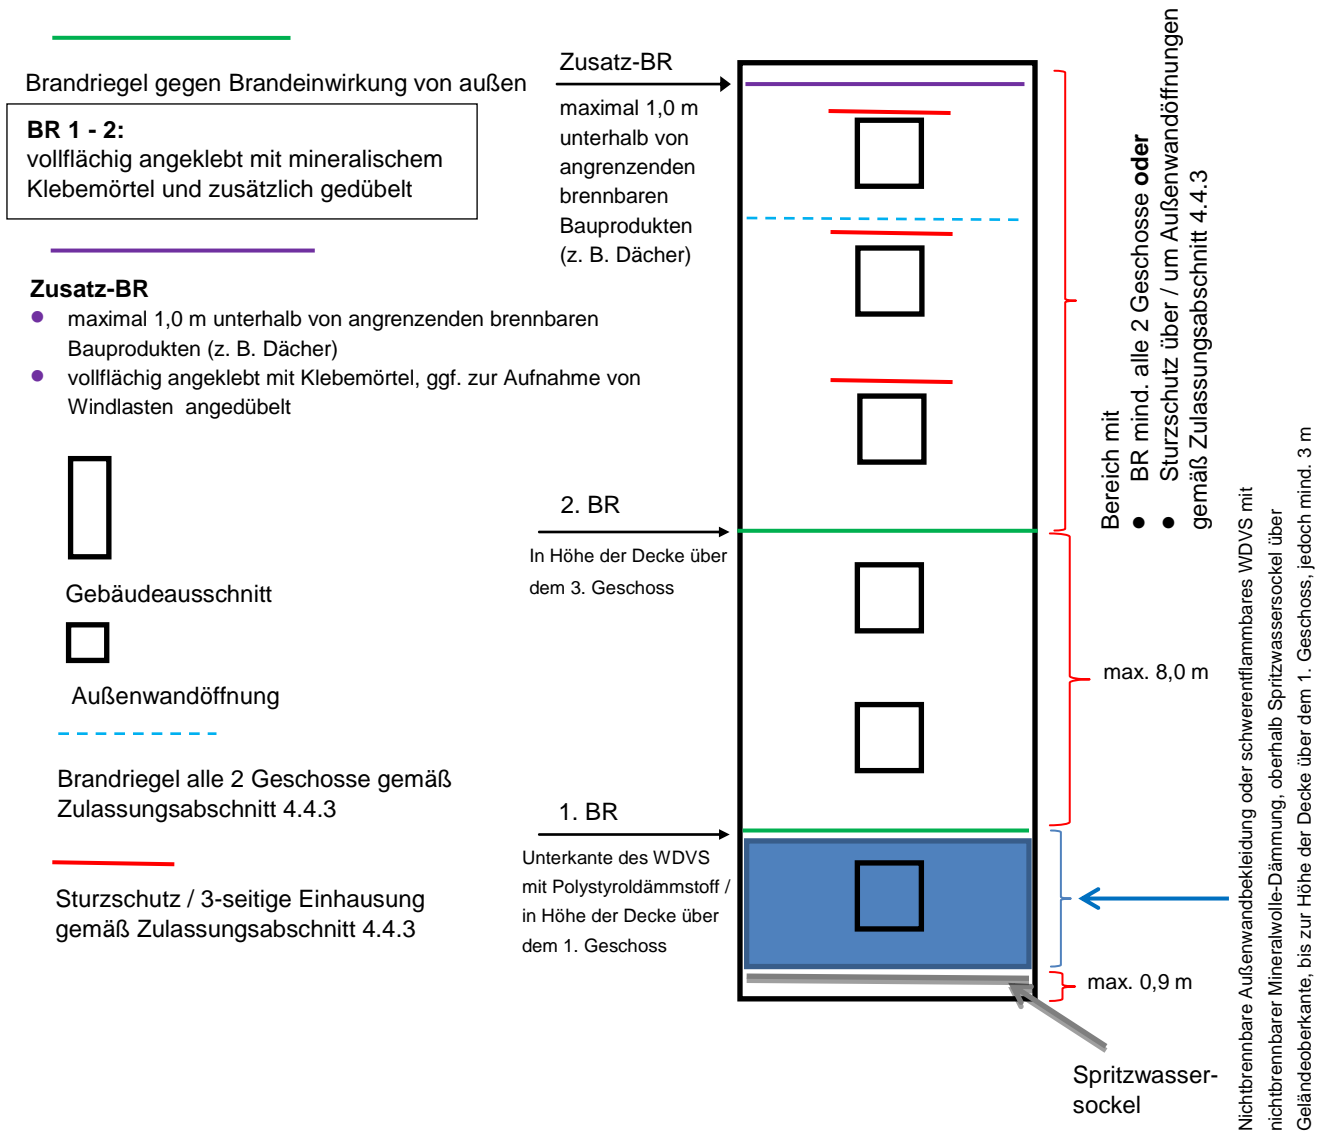 Brandriegel gegen Brandeinwirkung von außen
BR 1 - 2:
vollflächig angeklebt mit mineralischem
Klebemörtel und zusätzlich gedübelt
Zusatz-BR
● maximal 1,0 m unterhalb von angrenzenden brennbaren
Bauprodukten (z. B. Dächer)
● vollflächig angeklebt mit Klebemörtel, ggf. zur Aufnahme von
Windlasten angedübelt
Gebäudeausschnitt
Außenwandöffnung
Brandriegel alle 2 Geschosse gemäß
Zulassungsabschnitt 4.4.3
Sturzschutz / 3-seitige Einhausung
gemäß Zulassungsabschnitt 4.4.3
Zusatz-BR
maximal 1,0 m
unterhalb von
angrenzenden
brennbaren
Bauprodukten
(z. B. Dächer)
2. BR
In Höhe der Decke über
dem 3. Geschoss
1. BR
Unterkante des WDVS
mit Polystyroldämmstoff /
in Höhe der Decke über
dem 1. Geschoss
Bereich mit
● BR mind. alle 2 Geschosse oder
● Sturzschutz über / um Außenwandöffnungen
gemäß Zulassungsabschnitt 4.4.3
max. 8,0 m
max. 0,9 m
Spritzwasser-
sockel
Nichtbrennbare Außenwandbekleidung oder schwerentflammbares WDVS mit
nichtbrennbarer Mineralwolle-Dämmung, oberhalb Spritzwassersockel über
Geländeoberkante, bis zur Höhe der Decke über dem 1. Geschoss, jedoch mind. 3 m